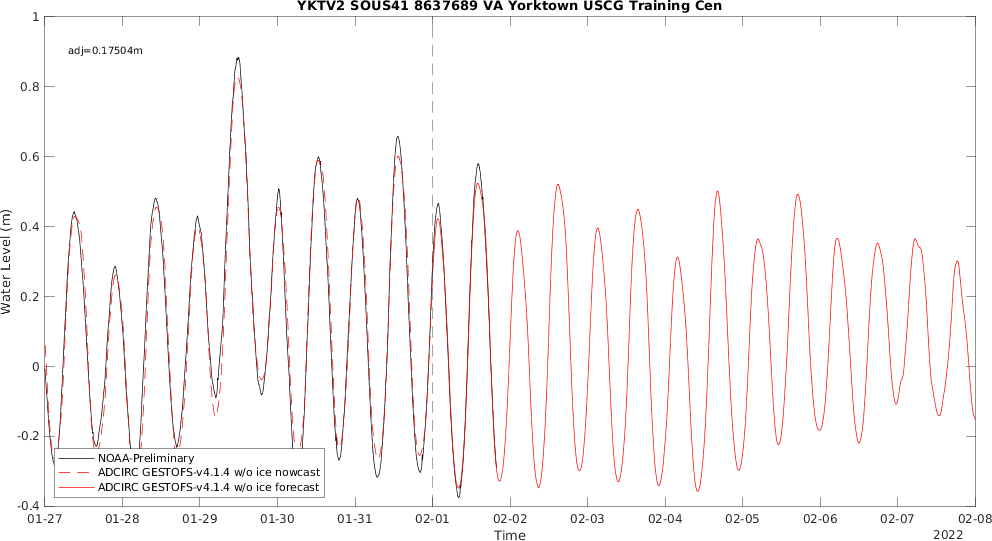 YKTV2 SOUS41 8637689 VA Yorktown USCG Training Cen
adj=0.17504m
1
0.8
0.6
0.4
0.2
0
-0.2
-0.4
Water Level (m)
NOAA-Preliminary
ADCIRC GESTOFS-v4.1.4 w/o ice nowcast
ADCIRC GESTOFS-v4.1.4 w/o ice forecast
01-27 01-28 01-29 01-30 01-31 02-01 02-02 02-03 02-04 02-05 02-06 02-07 02-08
Time
2022